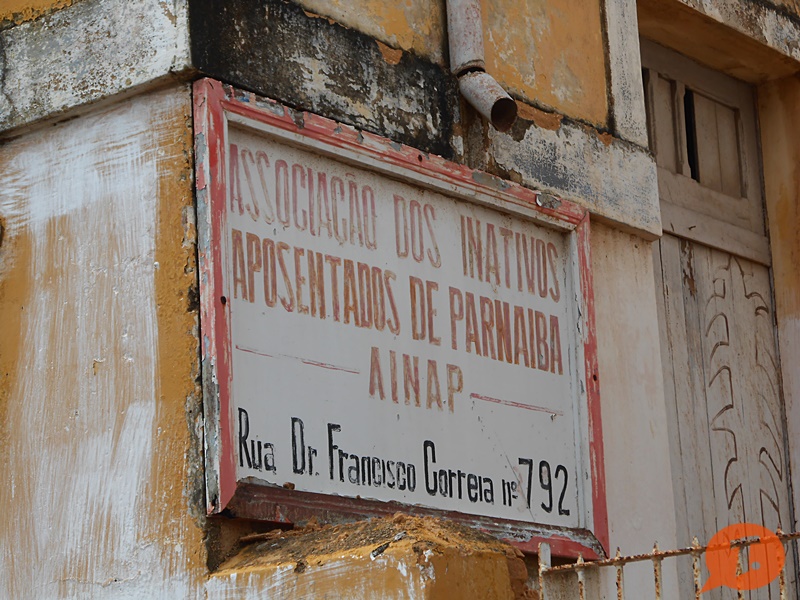 ASSOCIAÇÃO DOS INATIVOS
APOSENTADOS DE PARNAIBA
AINAP
Rua Dr. Francisco Correia nº 792